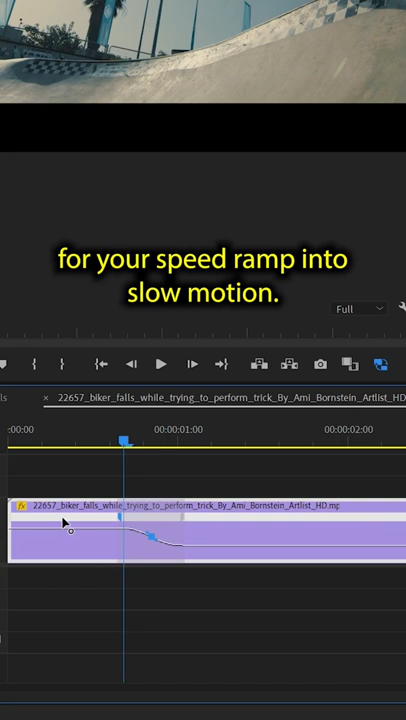 for your speed ramp into
slow motion.
Full
ls
× 22657_biker_falls_while_trying_to_perform_trick_By_Ami_Bornstein_Artlist_HD
:00:00
00:00:01:00
00:00:02:00
fx 22657_biker_falls_while_trying_to_perform_trick_By_Ami_Bornstein_Artlist_HD.mp